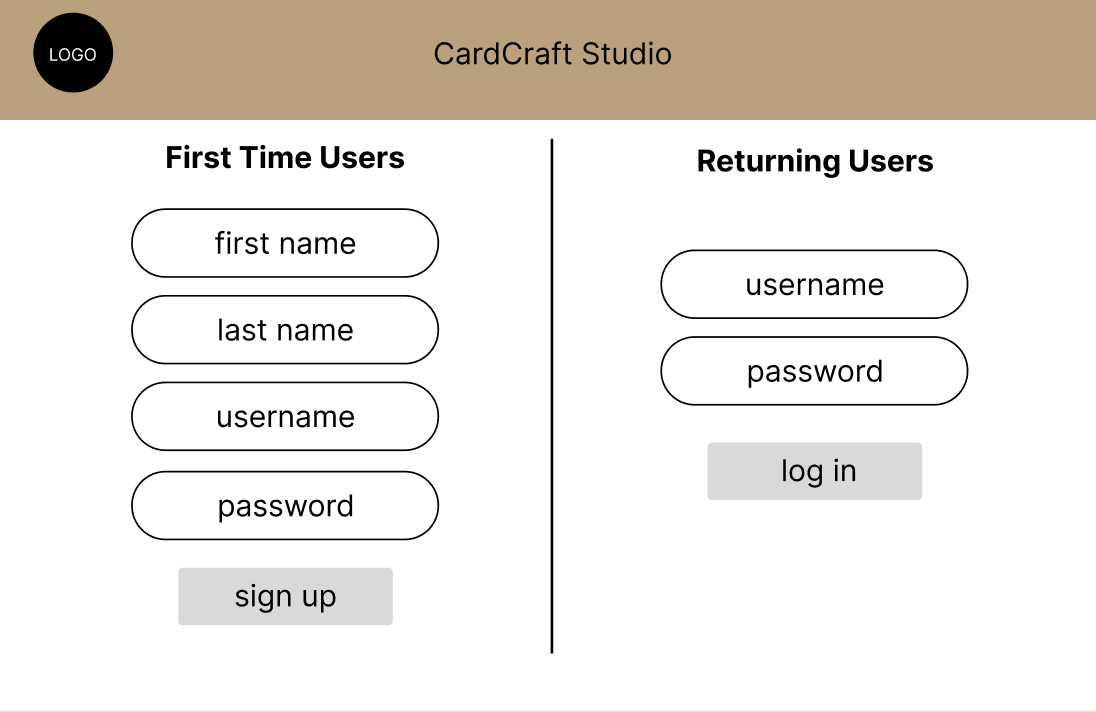 LOGO
CardCraft Studio
First Time Users
first name
last name
username
password
sign up
Returning Users
username
password
log in